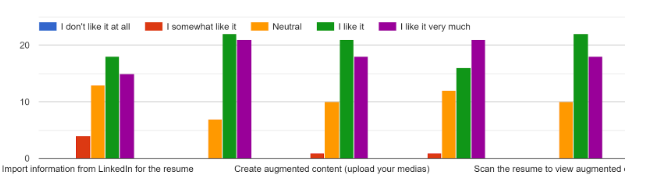 I don't like it at all
I somewhat like it
Neutral
I like it
I like it very much
20
10
0
Import information from LinkedIn for the resume
Create augmented content (upload your medias)
Scan the resume to view augmented